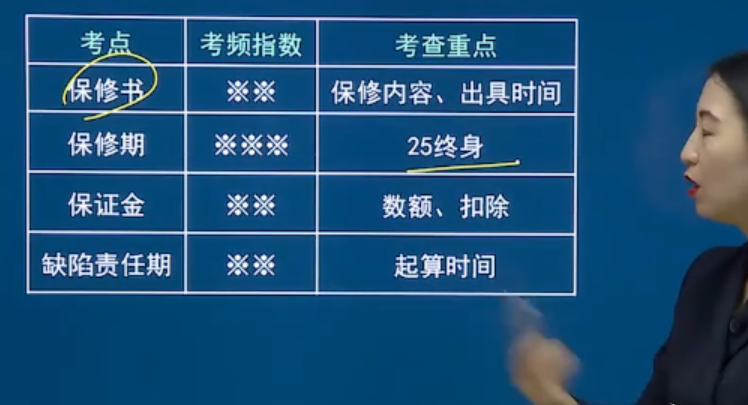 考点 考频指数 考查重点
保修书 ※※ 保修内容、出具时间
保修期 ※※※ 25终身
保证金 ※※ 数额、扣除
缺陷责任期 ※※ 起算时间